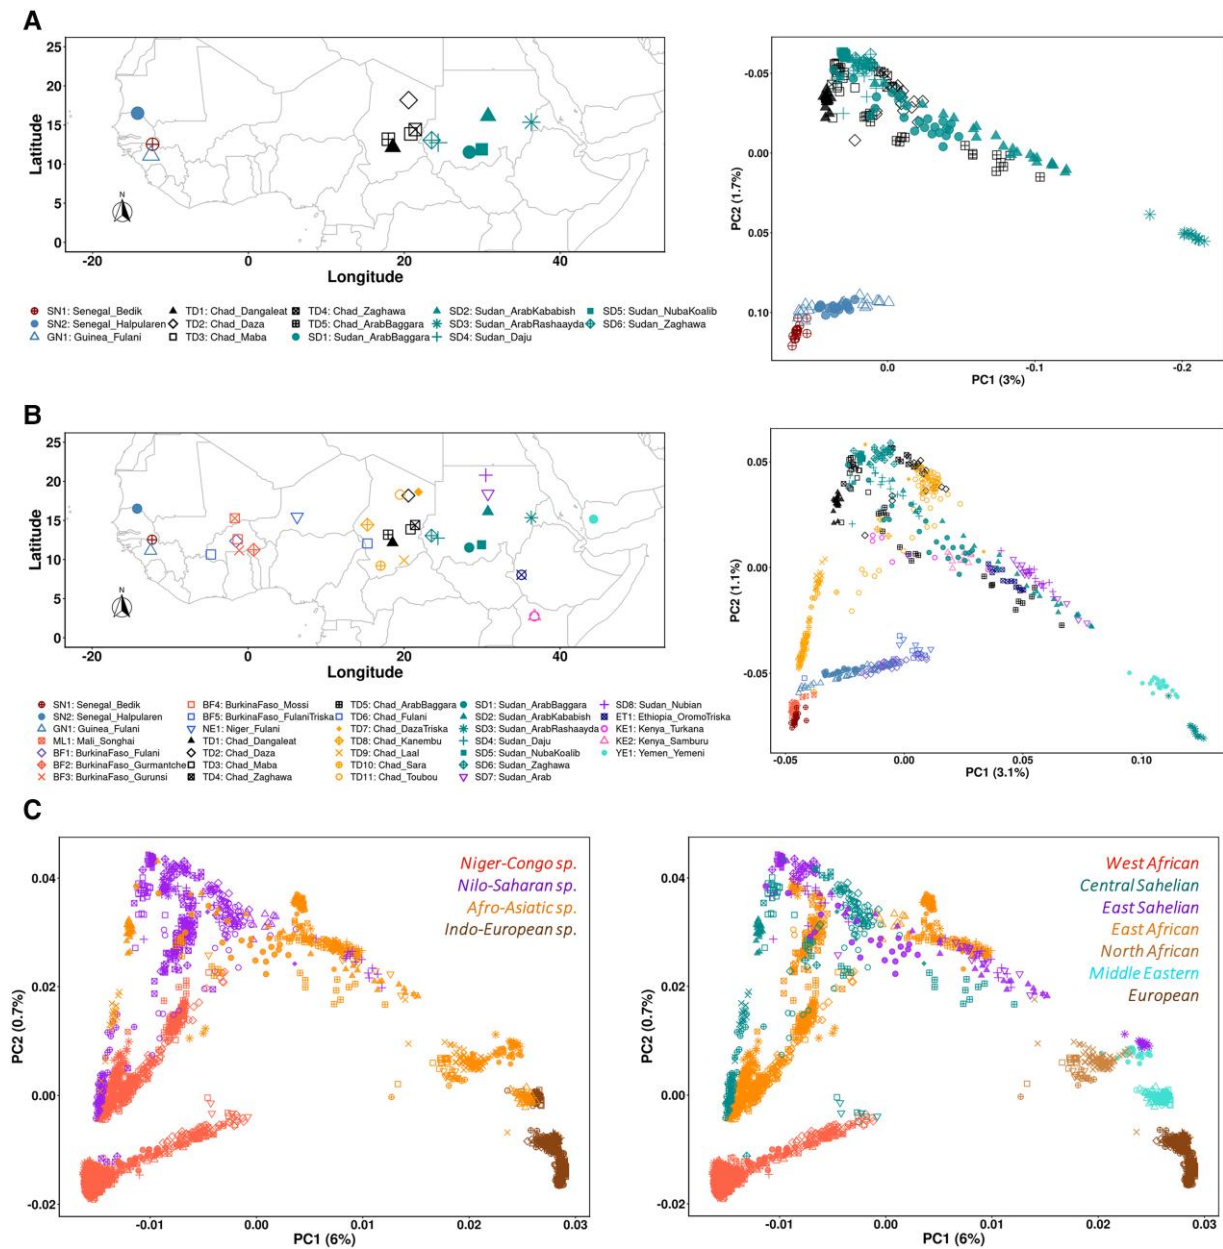 A
25
20
15
10
5
0
Latitude
-20
0
20
40
Longitude
N
SN1: Senegal_Bedik
SN2: Senegal_Halpularen
GN1: Guinea_Fulani
TD1: Chad_Dangaleat
TD2: Chad_Daza
TD3: Chad_Maba
TD4: Chad_Zaghawa
TD5: Chad_ArabBaggara
SD1: Sudan_ArabBaggara
SD2: Sudan_ArabKababish
SD3: Sudan_ArabRashaayda
SD4: Sudan_Daju
SD5: Sudan_NubaKoalib
SD6: Sudan_Zaghawa
-0.05
0.00
0.05
0.10
PC2 (1.7%)
0.0
-0.1
-0.2
PC1 (3%)
B
25
20
15
10
5
0
Latitude
-20
0
20
40
Longitude
N
SN1: Senegal_Bedik
SN2: Senegal_Halpularen
GN1: Guinea_Fulani
ML1: Mali_Songhai
BF1: BurkinaFaso_Fulani
BF2: BurkinaFaso_Gurmantche
BF3: BurkinaFaso_Gurunsi
BF4: BurkinaFaso_Mossi
BF5: BurkinaFaso_FulaniTriska
NE1: Niger_Fulani
TD1: Chad_Dangaleat
TD2: Chad_Daza
TD3: Chad_Maba
TD4: Chad_Zaghawa
TD5: Chad_ArabBaggara
TD6: Chad_Fulani
TD7: Chad_DazaTriska
TD8: Chad_Kanembu
TD9: Chad_Laal
TD10: Chad_Sara
TD11: Chad_Toubou
SD1: Sudan_ArabBaggara
SD2: Sudan_ArabKababish
SD3: Sudan_ArabRashaayda
SD4: Sudan_Daju
SD5: Sudan_NubaKoalib
SD6: Sudan_Zaghawa
SD7: Sudan_Arab
SD8: Sudan_Nubian
ET1: Ethiopia_OromoTriska
KE1: Kenya_Turkana
KE2: Kenya_Samburu
YE1: Yemen_Yemeni
0.05
0.00
-0.05
PC2 (1.1%)
-0.05
0.00
0.05
0.10
PC1 (3.1%)
C
Niger-Congo sp.
Nilo-Saharan sp.
Afro-Asiatic sp.
Indo-European sp.
0.04
0.02
0.00
-0.02
PC2 (0.7%)
-0.01
0.00
0.01
0.02
0.03
PC1 (6%)
West African
Central Sahelian
East Sahelian
East African
North African
Middle Eastern
European
0.04
0.02
0.00
-0.02
PC2 (0.7%)
-0.01
0.00
0.01
0.02
0.03
PC1 (6%)